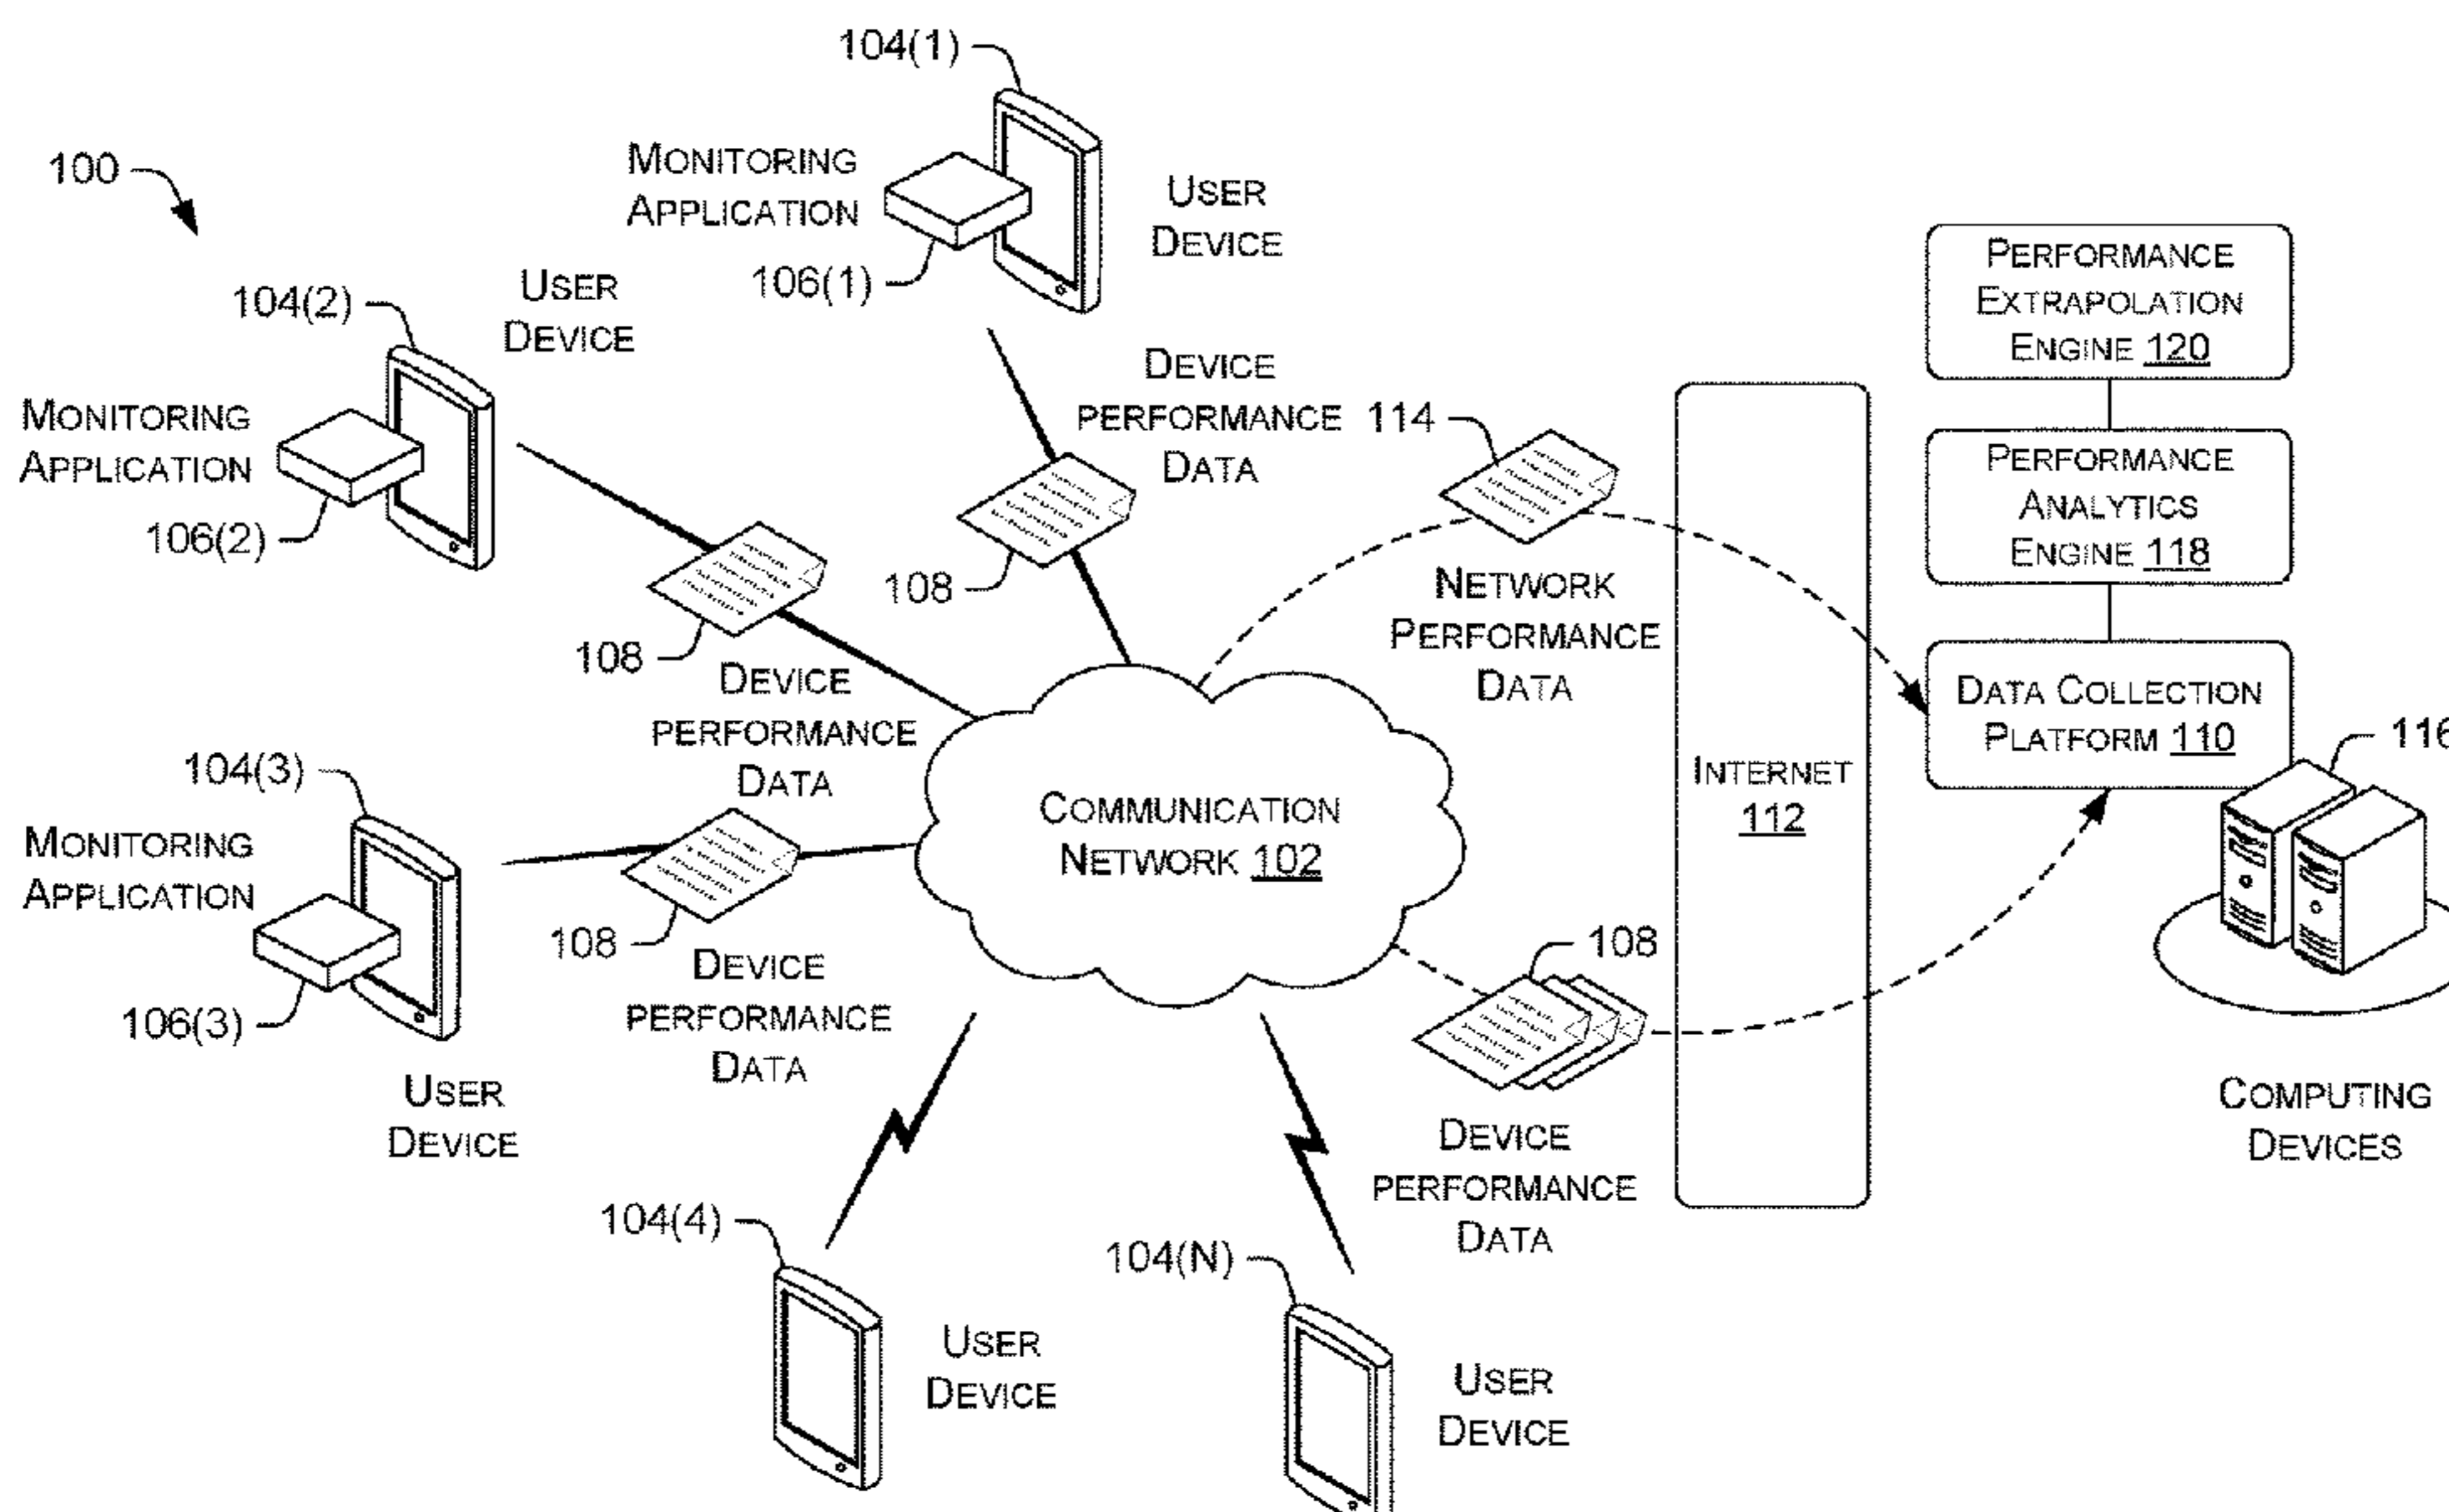 100
104(1)
MONITORING
APPLICATION
106(1)
USER
DEVICE
104(2)
USER
DEVICE
MONITORING
APPLICATION
106(2)
DEVICE
PERFORMANCE
DATA
108
114
NETWORK
PERFORMANCE
DATA
PERFORMANCE
EXTRAPOLATION
ENGINE 120
PERFORMANCE
ANALYTICS
ENGINE 118
DATA COLLECTION
PLATFORM 110
116
108
DEVICE
PERFORMANCE
DATA
104(3)
MONITORING
APPLICATION
106(3)
USER
DEVICE
108
DEVICE
PERFORMANCE
DATA
COMMUNICATION
NETWORK 102
INTERNET
112
108
DEVICE
PERFORMANCE
DATA
COMPUTING
DEVICES
104(4)
USER
DEVICE
104(N)
USER
DEVICE